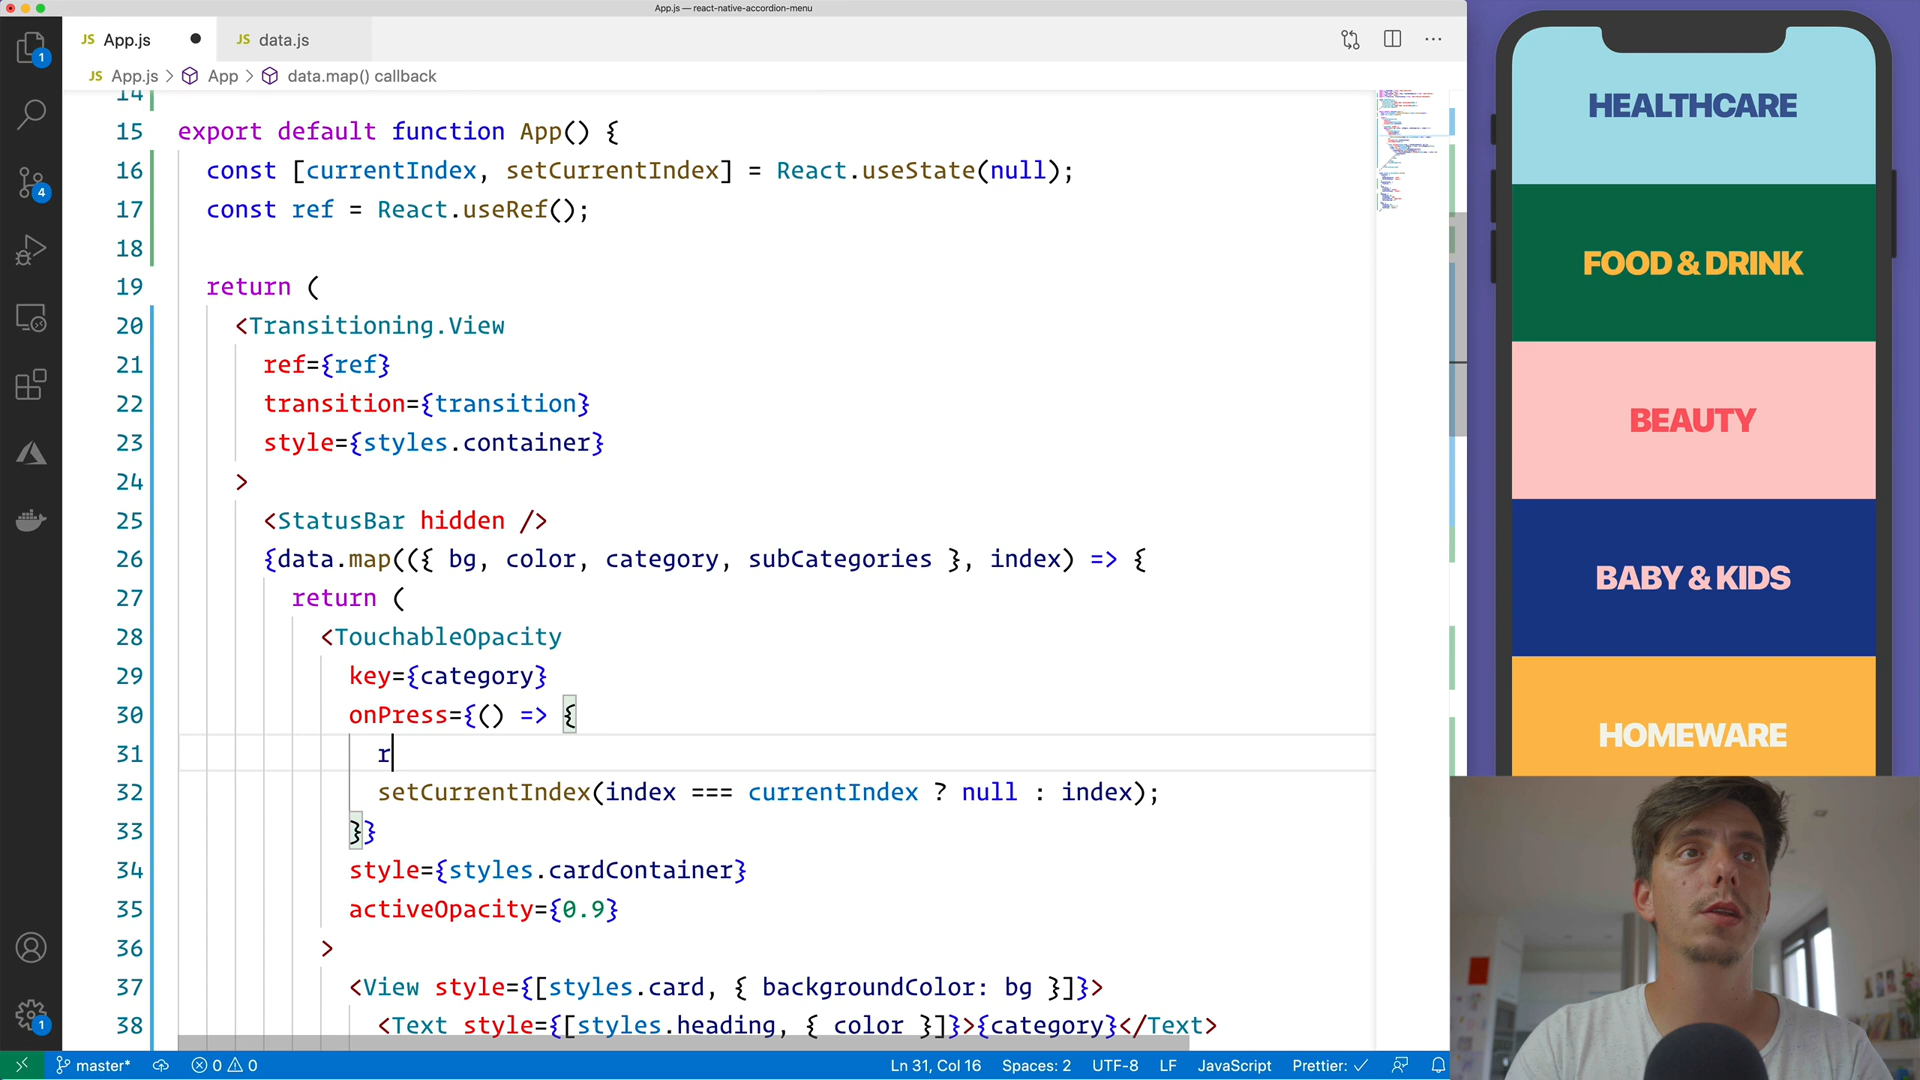 App.js — react-native-accordion-menu
JS App.js
JS data.js
JS App.js > App > data.map() callback
14
15 export default function App() {
16 const [currentIndex, setCurrentIndex] = React.useState(null);
17 const ref = React.useRef();
18
19 return (
20 <Transitioning.View
21 ref={ref}
22 transition={transition}
23 style={styles.container}
24 >
25 <StatusBar hidden />
26 {data.map(({ bg, color, category, subCategories }, index) => {
27 return (
28 <TouchableOpacity
29 key={category}
30 onPress={() => {
31 r
32 setCurrentIndex(index === currentIndex ? null : index);
33 }}
34 style={styles.cardContainer}
35 activeOpacity={0.9}
36 >
37 <View style={[styles.card, { backgroundColor: bg }]}>
38 <Text style={[styles.heading, { color }]}>{category}</Text>
1
4
1
HEALTHCARE
FOOD & DRINK
BEAUTY
BABY & KIDS
HOMEWARE
master*
0
0
Ln 31, Col 16
Spaces: 2
UTF-8
LF
JavaScript
Prettier: ✓